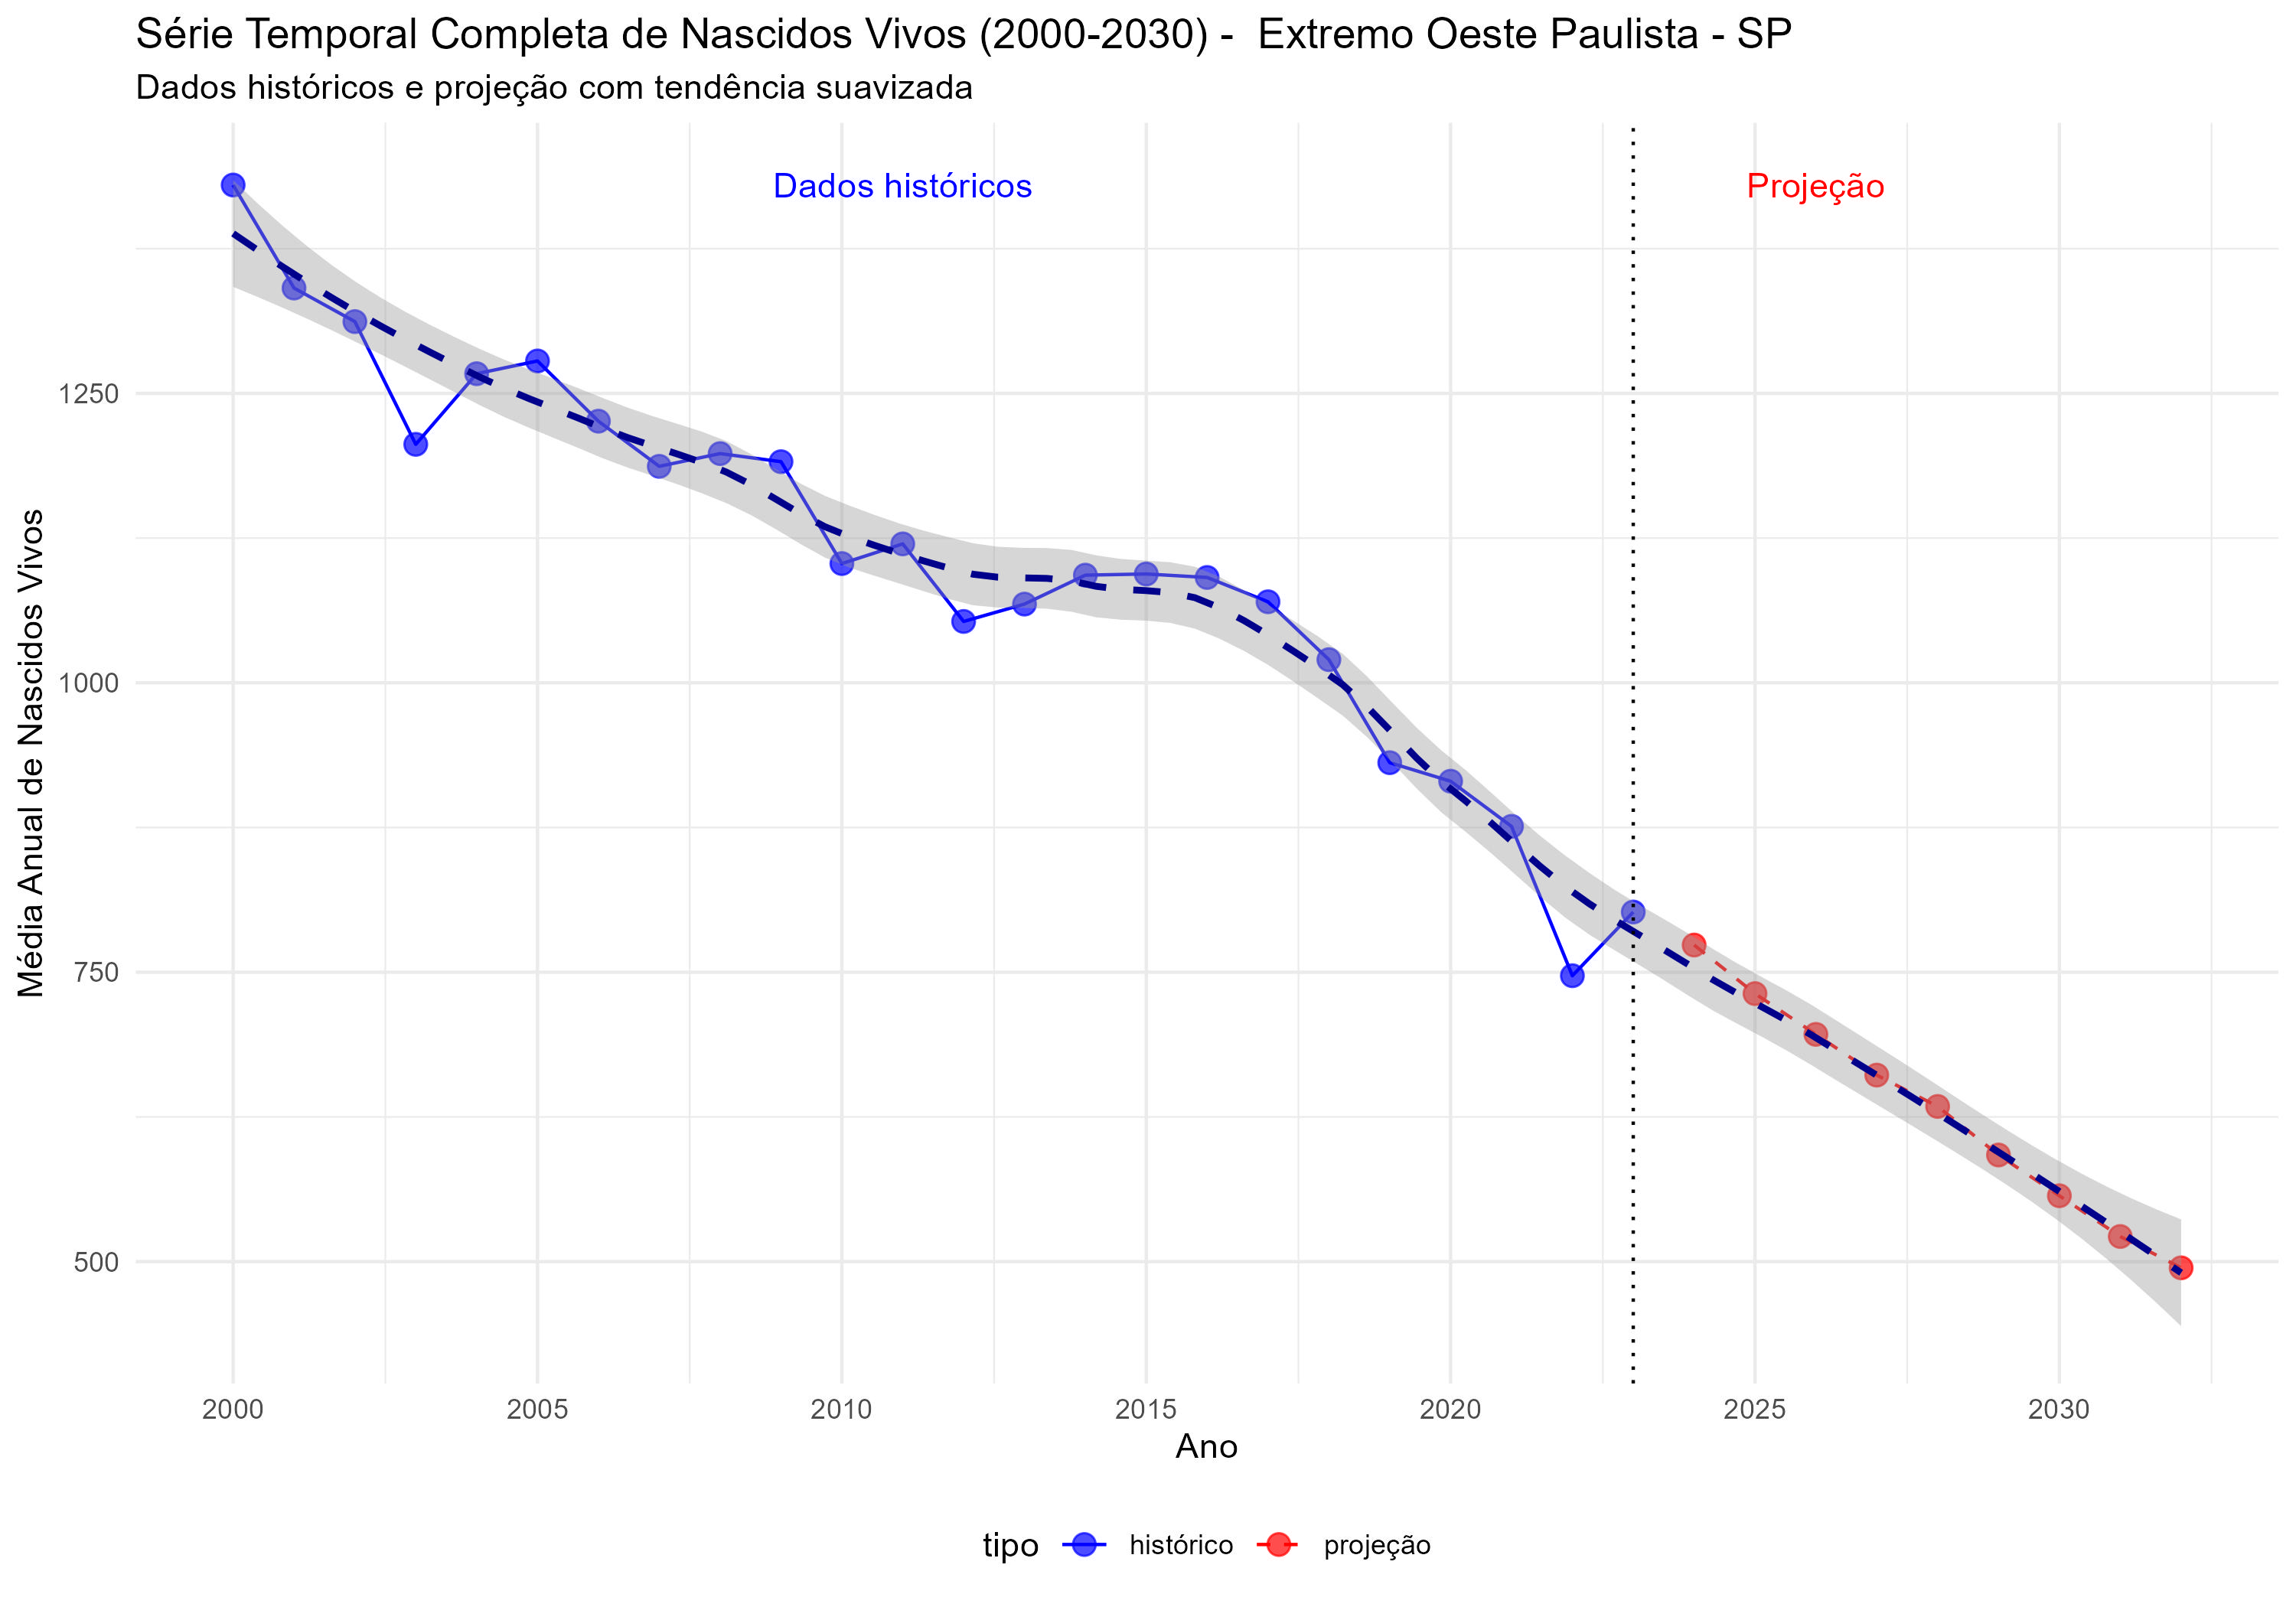 Série Temporal Completa de Nascidos Vivos (2000-2030) -  Extremo Oeste Paulista - SP
Dados históricos e projeção com tendência suavizada
Dados históricos
Projeção
Média Anual de Nascidos Vivos
1250
1000
750
500
2000
2005
2010
2015
2020
2025
2030
Ano
tipo
histórico
projeção